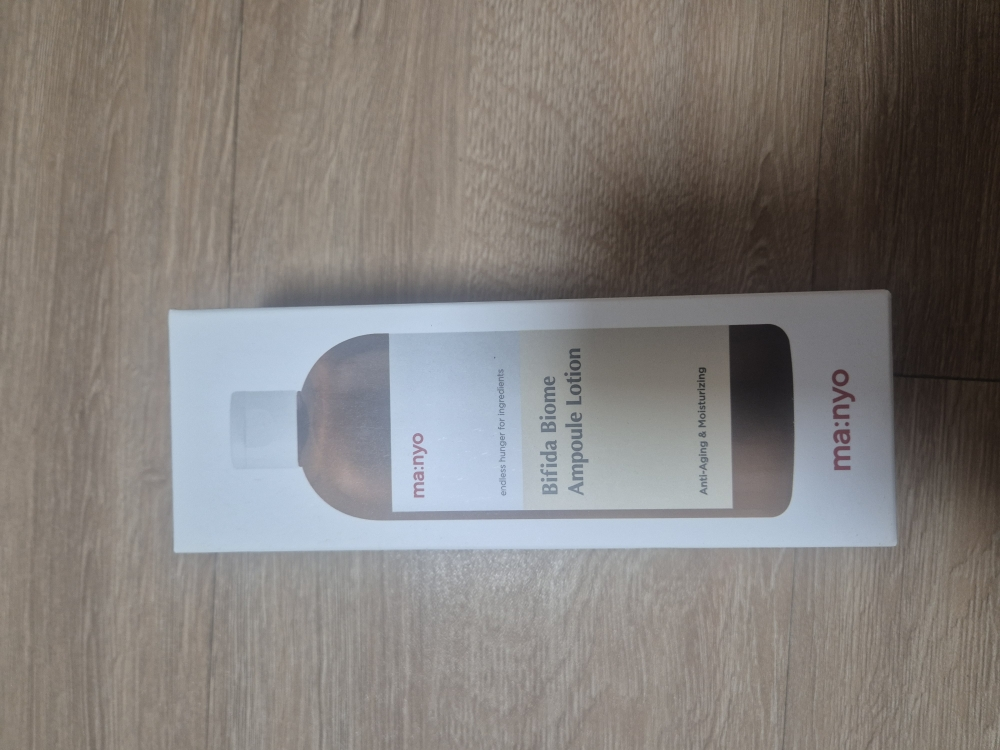 ma:nyo
endless hunger for ingredients
Bifida Biome
Ampoule Lotion
Anti-Aging & Moisturizing
ma:nyo